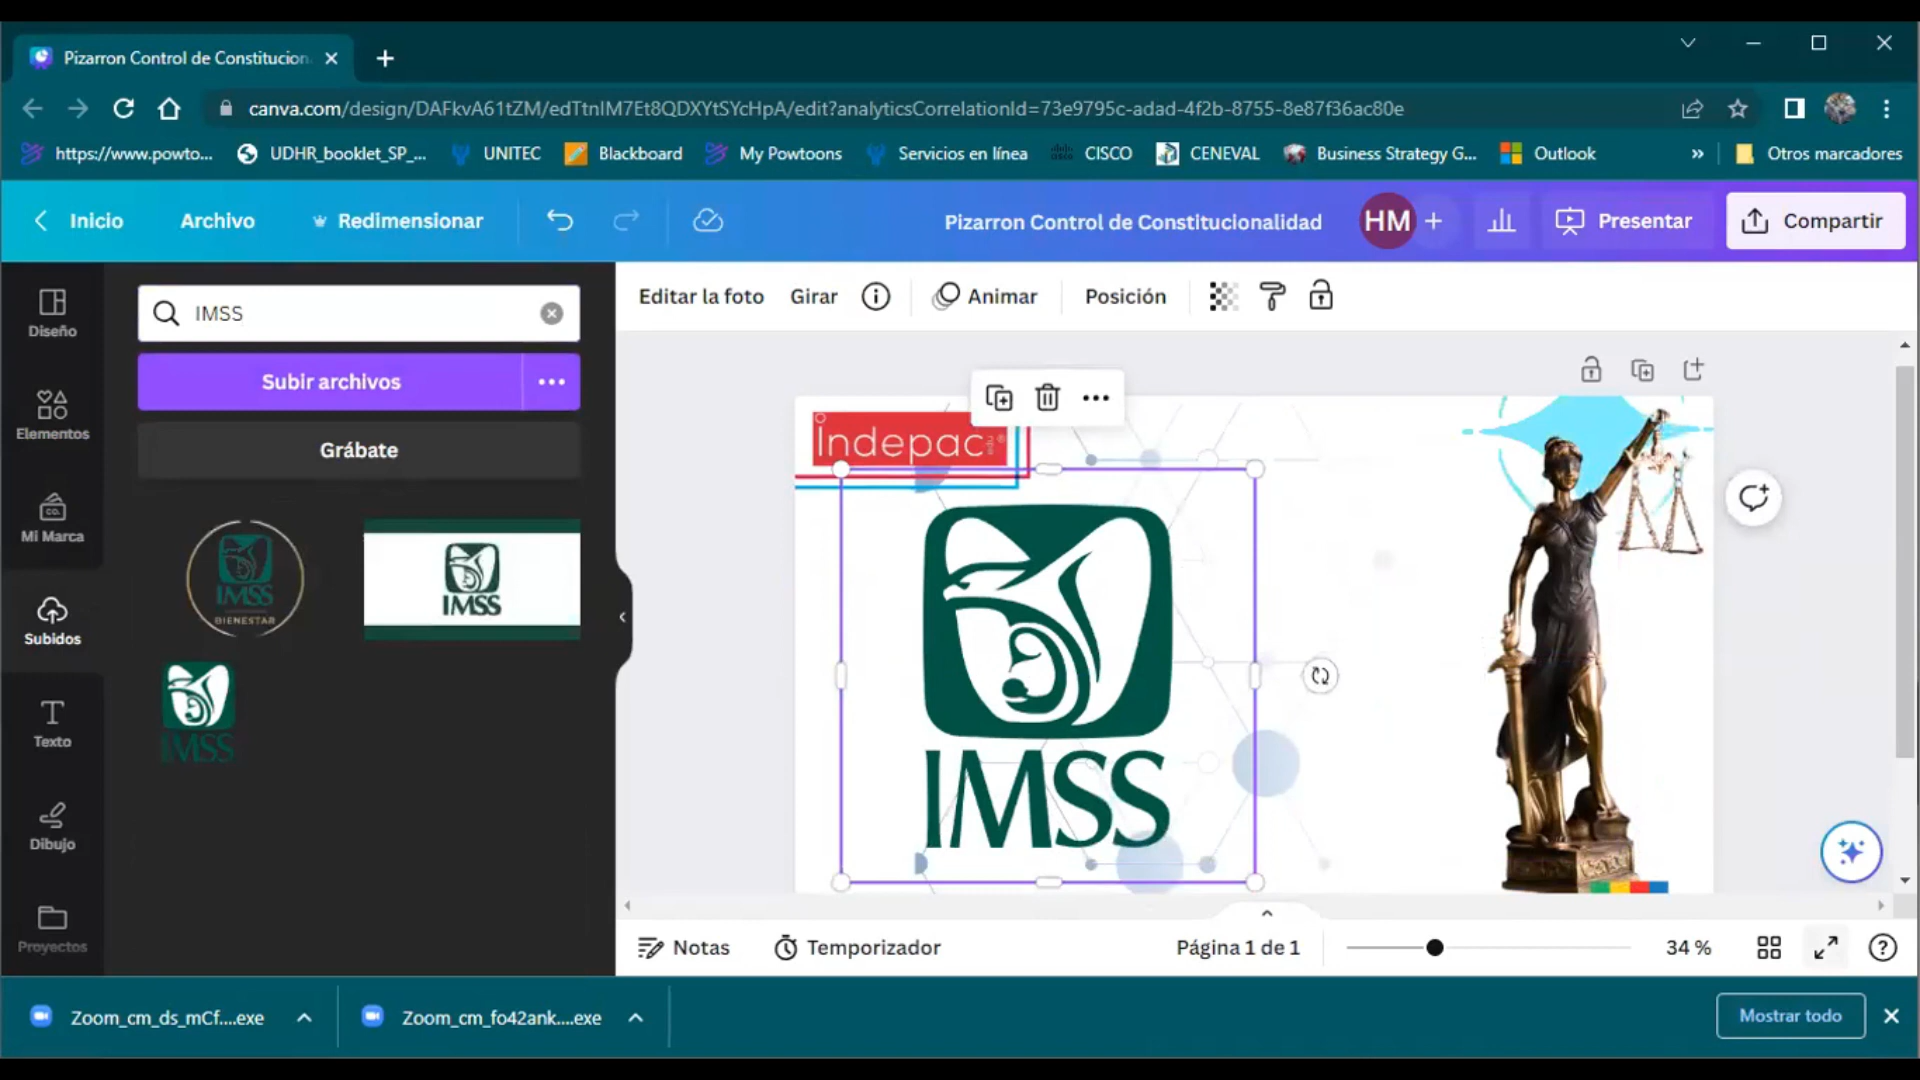 Pizarron Control de Constitucion
canva.com/design/DAFkvA61tZM/edTtnIM7Et8QDXYtSYcHpA/edit?analyticsCorrelationId=73e9795c-adad-4f2b-8755-8e87f36ac80e
https://www.powto... UDHR_booklet_SP_... UNITEC Blackboard My Powtoons Servicios en línea CISCO CENEVAL Business Strategy G... Outlook » Otros marcadores
Inicio Archivo Redimensionar Pizarron Control de Constitucionalidad HM + Presentar Compartir
Diseño
Elementos
Mi Marca
Subidos
Texto
Dibujo
Proyectos
IMSS
Subir archivos
Grábate
IMSS
BIENESTAR
IMSS
IMSS
Editar la foto Girar Animar Posición
Indepac
IMSS
Notas Temporizador Página 1 de 1 34 %
Zoom_cm_ds_mCf....exe Zoom_cm_fo42ank....exe Mostrar todo